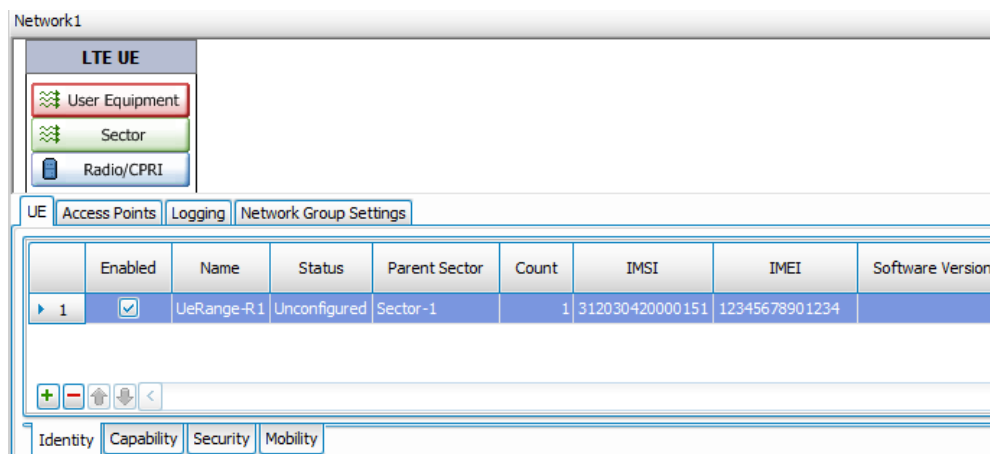 Network1
LTE UE
User Equipment
Sector
Radio/CPRI
UE Access Points Logging Network Group Settings
Enabled Name Status Parent Sector Count IMSI IMEI Software Version
1 UeRange-R1 Unconfigured Sector-1 1 312030420000151 12345678901234
Identity Capability Security Mobility